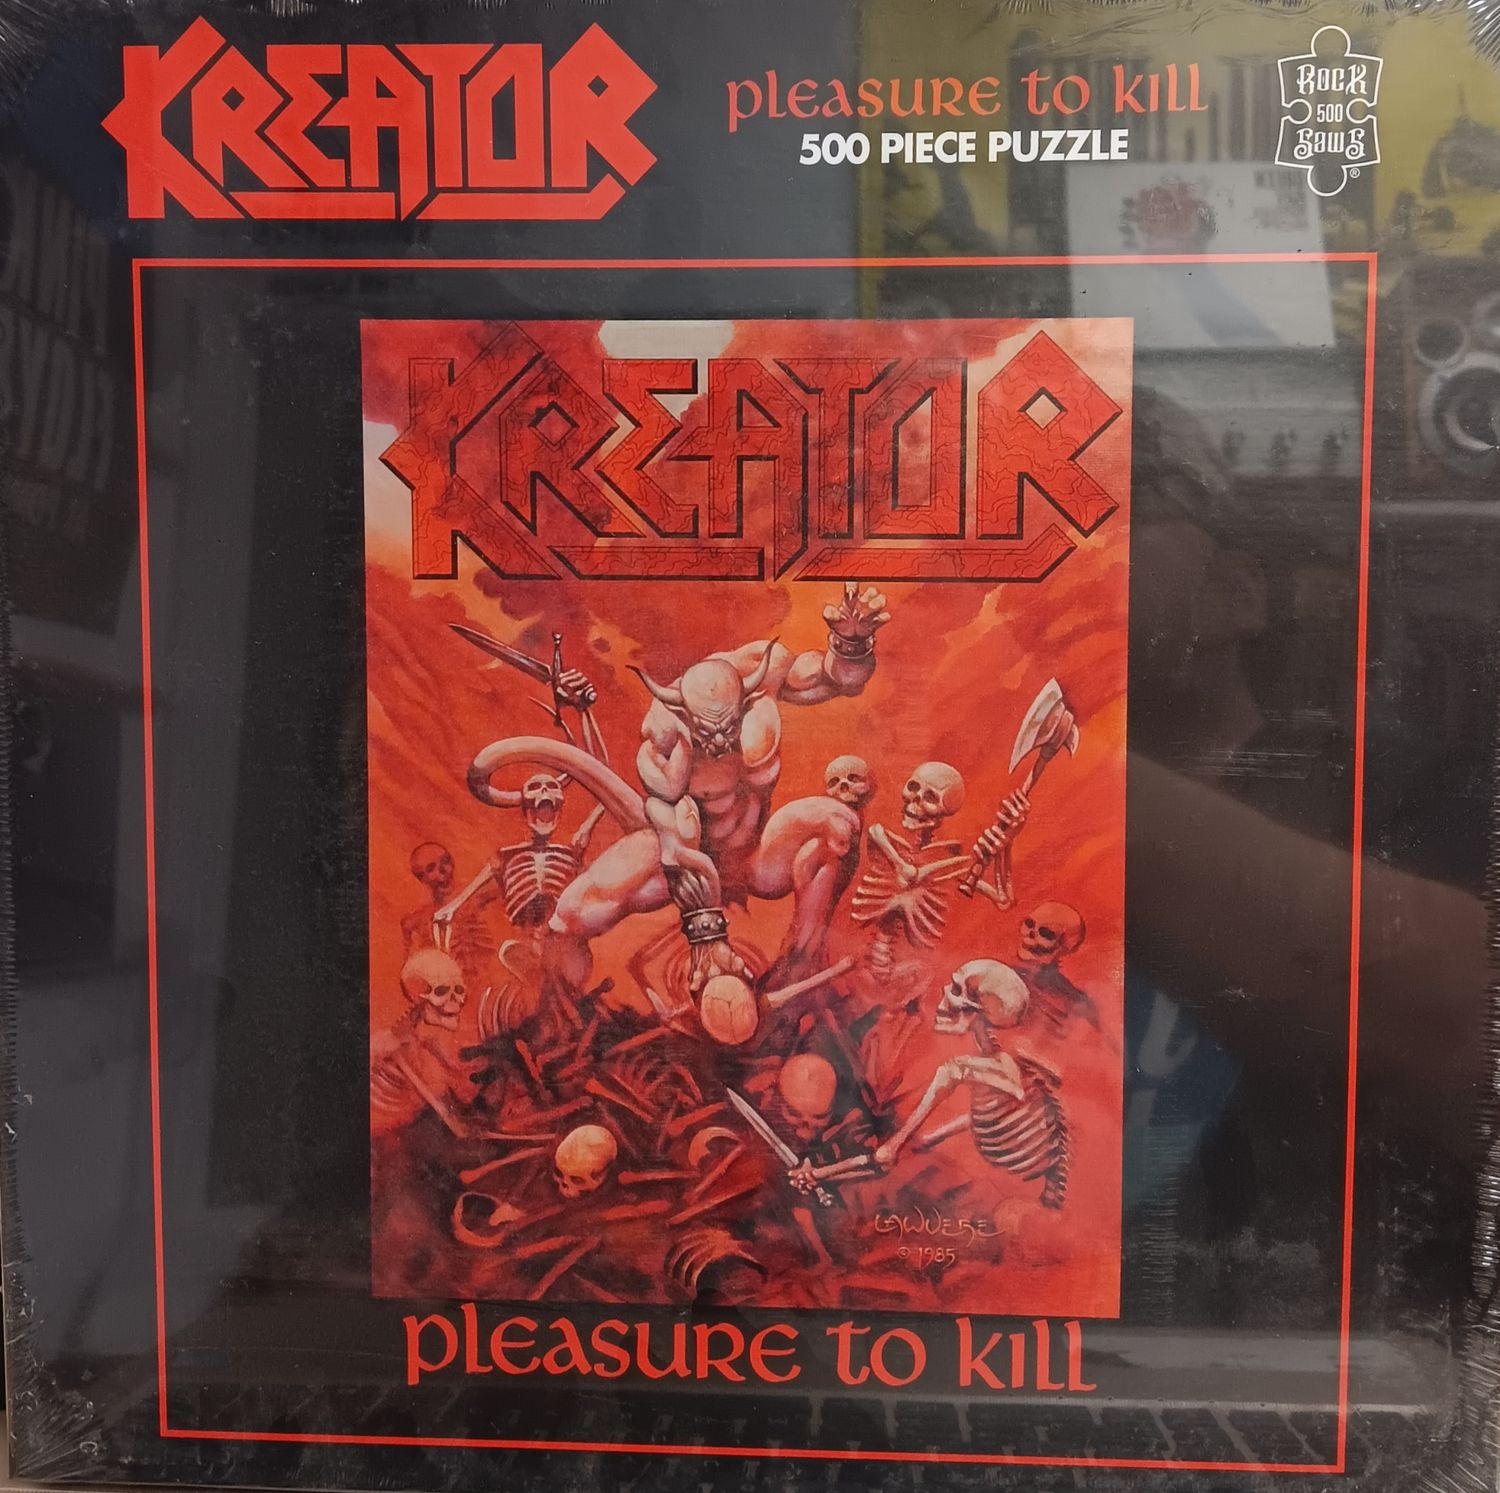 KREATOR
pleasure to kill
500 PIECE PUZZLE
Rock
500
Saws
®
KREATOR
LAWVERE
© 1985
pleasure to kill